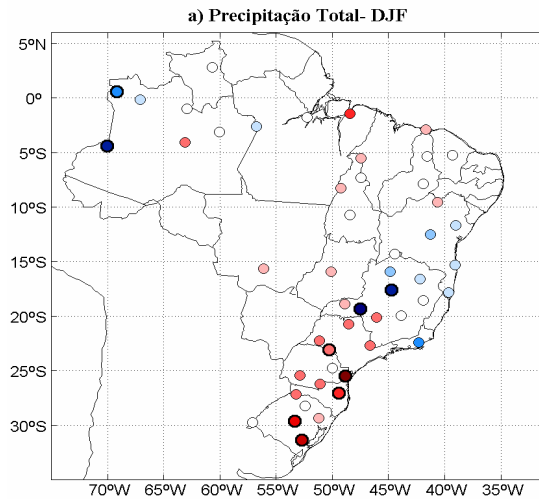 a) Precipitação Total- DJF
5ºN
0º
5ºS
10ºS
15ºS
20ºS
25ºS
30ºS
70ºW 65ºW 60ºW 55ºW 50ºW 45ºW 40ºW 35ºW